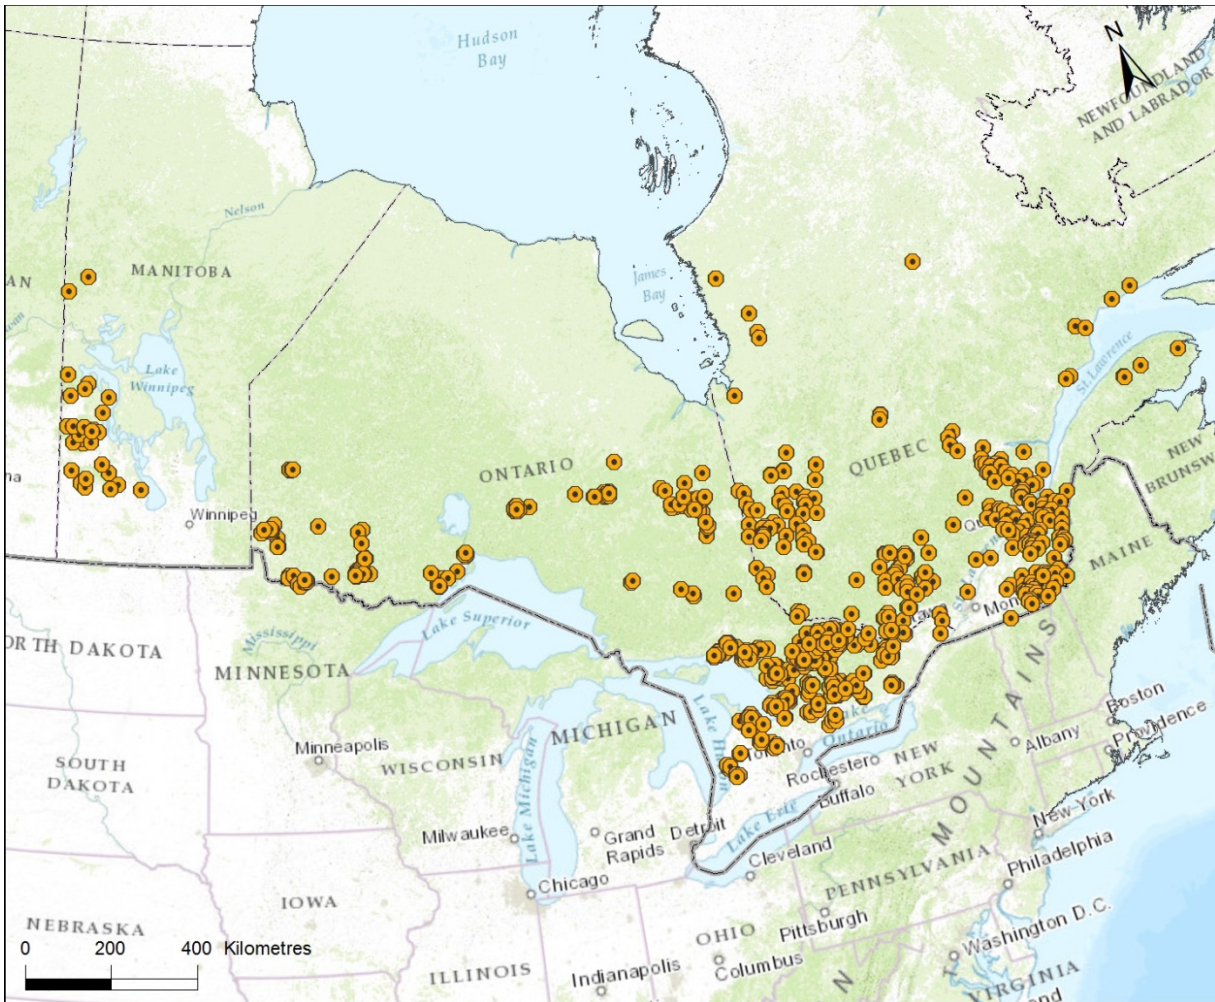 Hudson
Bay
N
NEWFOUNDLAND
AND LABRADOR
Nelson
MANITOBA
AN
James
Bay
Lake
Winnipeg
St. Lawrence
NEW
BRUNSW
QUEBEC
ONTARIO
na
Winnipeg
MAINE
Lake Superior
Mississippi
ORTH DAKOTA
MINNESOTA
MICHIGAN
Lake Huron
Lake
Ontario
Toronto
Boston
Providence
Albany
Minneapolis
WISCONSIN
Lake Michigan
SOUTH
DAKOTA
Rochester
NEW
YORK
Buffalo
MOUNTAINS
New York
Milwaukee
Grand
Rapids
Detroit
Lake Erie
Cleveland
Philadelphia
PENNSYLVANIA
Chicago
IOWA
Pittsburgh
Washington D.C.
NEBRASKA
OHIO
Columbus
ILLINOIS
Indianapolis
VIRGINIA
N
0 200 400 Kilometres